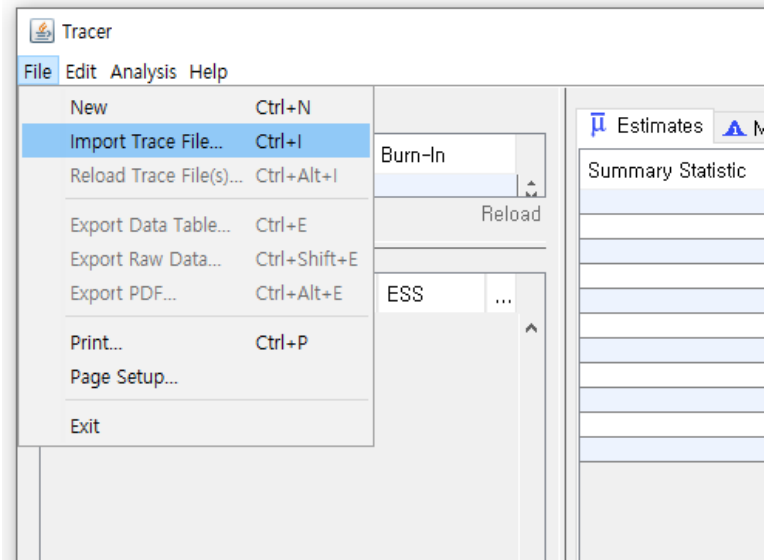 Tracer
File Edit Analysis Help
New Ctrl+N
Import Trace File... Ctrl+I
Reload Trace File(s)... Ctrl+Alt+I
Export Data Table... Ctrl+E
Export Raw Data... Ctrl+Shift+E
Export PDF... Ctrl+Alt+E
Print... Ctrl+P
Page Setup...
Exit
Burn-In
Reload
ESS ...
μ Estimates
Summary Statistic